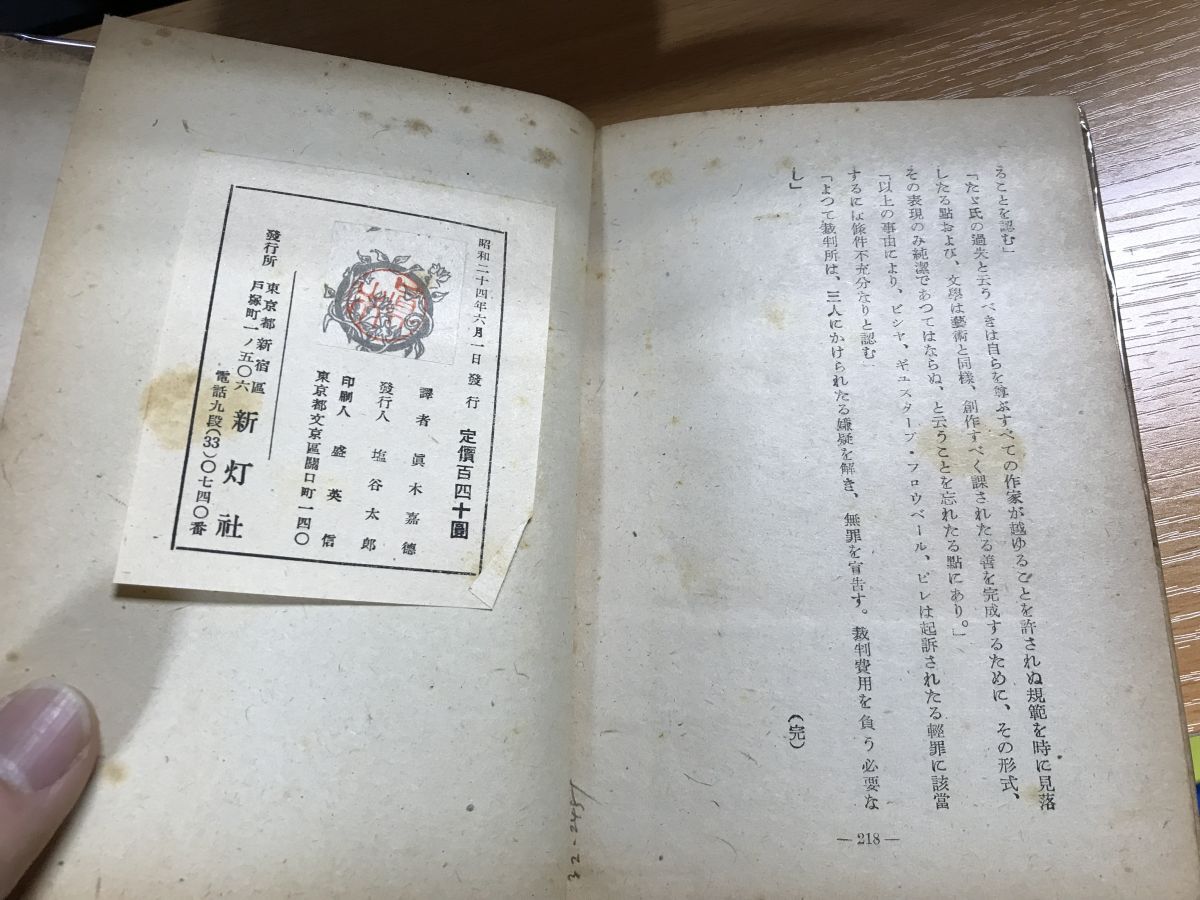 ることを認む」
「たゞ氏の過失と云うべきは自らを尊ぶすべての作家が越ゆることを許されぬ規範を時に見落
したる點および、文學は藝術と同様、創作すべく課されたる善を完成するために、その形式、
その表現のみ純潔であつてはならぬ、と云うことを忘れたる點にあり。」
「以上の事由により、ピシヤ、ギュスターブ・フロウベール、ピレは起訴されたる輕罪に該當
するには條件不充分なりと認む」
「よつて裁判所は、三人にかけられたる嫌疑を解き、無罪を宣告す。裁判費用を負う必要な
し」
（完）
— 218 —
昭和二十四年六月一日發行
定價百四十圓
譯者 眞木嘉德
發行人 塩谷太郎
印刷人 盛英信
東京都文京區關口町一四〇
發行所 東京都新宿區
戸塚町一ノ五〇六
新灯社
電話九段(33)〇七四〇番